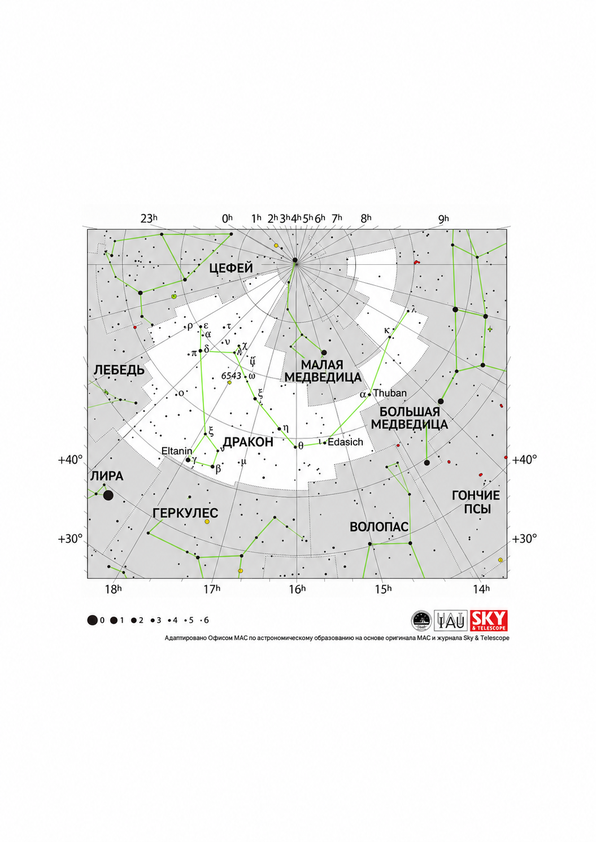 23h 0h 1h 2h 3h 4h 5h 6h 7h 8h 9h
ЦЕФЕЙ
ρ ε τ
α
υ χ
π δ λ
ψ
κ λ
МАЛАЯ
МЕДВЕДИЦА
ЛЕБЕДЬ
6543 ω
ο
ξ
α Thuban
БОЛЬШАЯ
МЕДВЕДИЦА
ξ
η
ДРАКОН
ν
θ ι Edasich
Eltanin
γ
β
μ
+40° +40°
ЛИРА
ГЕРКУЛЕС
ГОНЧИЕ
ПСЫ
ВОЛОПАС
+30° +30°
18h 17h 16h 15h 14h
0 1 2 3 4 5 6
IAU
SKY
& TELESCOPE
Адаптировано Офисом МАС по астрономическому образованию на основе оригинала МАС и журнала Sky & Telescope